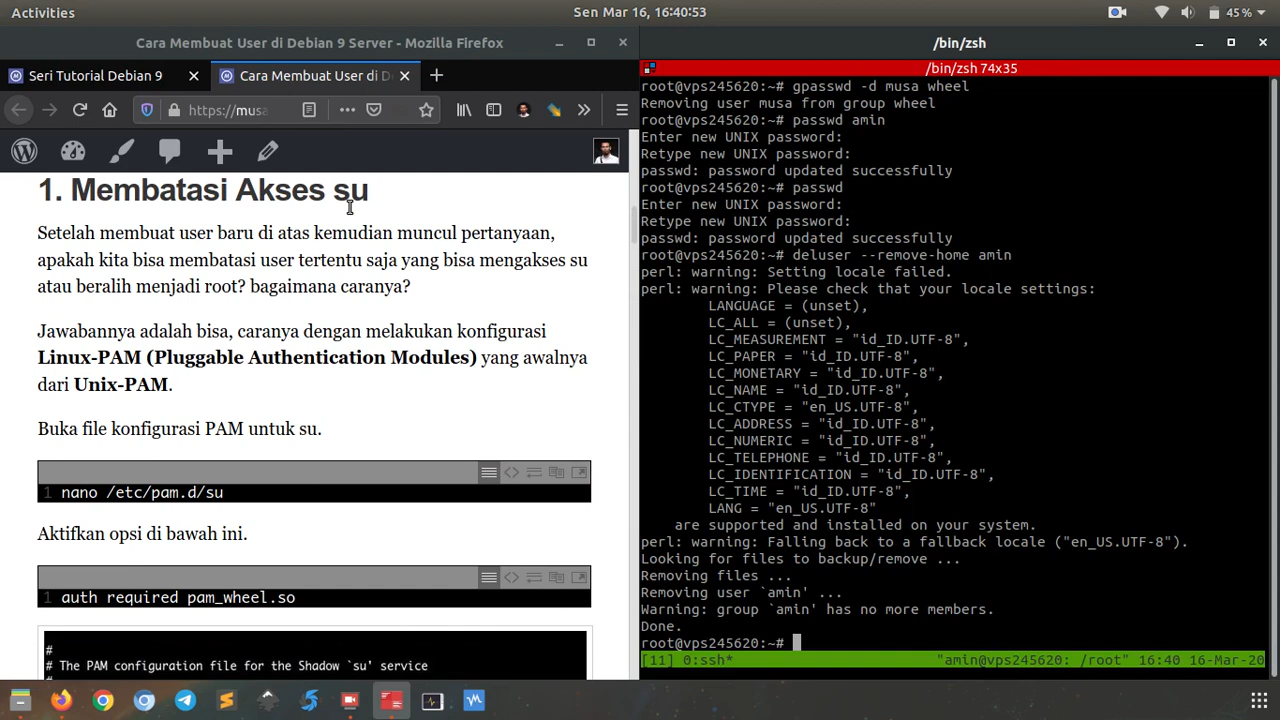 Activities
Sen Mar 16, 16:40:53
45 %
Cara Membuat User di Debian 9 Server - Mozilla Firefox
Seri Tutorial Debian 9
Cara Membuat User di D
https://musa
1. Membatasi Akses su
Setelah membuat user baru di atas kemudian muncul pertanyaan,
apakah kita bisa membatasi user tertentu saja yang bisa mengakses su
atau beralih menjadi root? bagaimana caranya?
Jawabannya adalah bisa, caranya dengan melakukan konfigurasi
Linux-PAM (Pluggable Authentication Modules) yang awalnya
dari Unix-PAM.
Buka file konfigurasi PAM untuk su.
1 nano /etc/pam.d/su
Aktifkan opsi di bawah ini.
1 auth required pam_wheel.so
#
# The PAM configuration file for the Shadow `su' service
#
/bin/zsh
/bin/zsh 74x35
root@vps245620:~# gpasswd -d musa wheel
Removing user musa from group wheel
root@vps245620:~# passwd amin
Enter new UNIX password:
Retype new UNIX password:
passwd: password updated successfully
root@vps245620:~# passwd
Enter new UNIX password:
Retype new UNIX password:
passwd: password updated successfully
root@vps245620:~# deluser --remove-home amin
perl: warning: Setting locale failed.
perl: warning: Please check that your locale settings:
LANGUAGE = (unset),
LC_ALL = (unset),
LC_MEASUREMENT = "id_ID.UTF-8",
LC_PAPER = "id_ID.UTF-8",
LC_MONETARY = "id_ID.UTF-8",
LC_NAME = "id_ID.UTF-8",
LC_CTYPE = "en_US.UTF-8",
LC_ADDRESS = "id_ID.UTF-8",
LC_NUMERIC = "id_ID.UTF-8",
LC_TELEPHONE = "id_ID.UTF-8",
LC_IDENTIFICATION = "id_ID.UTF-8",
LC_TIME = "id_ID.UTF-8",
LANG = "en_US.UTF-8"
are supported and installed on your system.
perl: warning: Falling back to a fallback locale ("en_US.UTF-8").
Looking for files to backup/remove ...
Removing files ...
Removing user `amin' ...
Warning: group `amin' has no more members.
Done.
root@vps245620:~#
[11] 0:ssh* "amin@vps245620: /root" 16:40 16-Mar-20